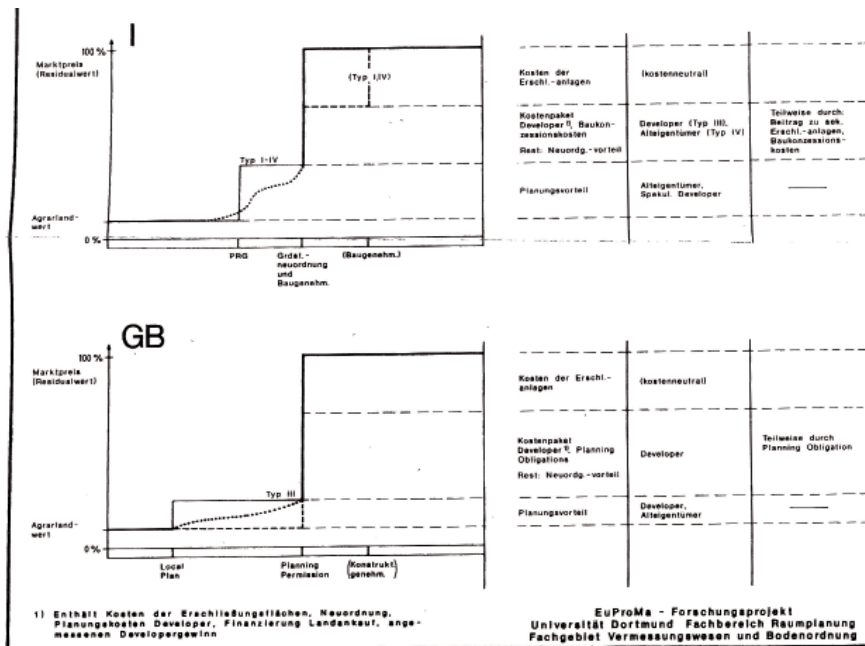 I
100 %
Marktpreis
(Residualwert)
(Typ I,IV)
Typ I-IV
Agrarland-
wert
0 %
PRG
Grdst.-
neuordnung
und
Baugenehm.
(Baugenehm.)
Kosten der
Erschl.-anlagen
(kostenneutral)
Kostenpaket
Developer 1), Baukon-
zessionskosten
Rest: Neuordg.-vorteil
Developer (Typ III),
Alteigentümer (Typ IV)
Teilweise durch:
Beitrag zu sek.
Erschl.-anlagen,
Baukonzessions-
kosten
Planungsvorteil
Alteigentümer,
Spekul. Developer
GB
100 %
Marktpreis
(Residualwert)
Typ III
Agrarland-
wert
0 %
Local
Plan
Planning
Permission
(Konstrukt.
genehm.)
Kosten der Erschl.-
anlagen
(kostenneutral)
Kostenpaket
Developer 1), Planning
Obligations
Rest: Neuordg.-vorteil
Developer
Teilweise durch
Planning Obligation
Planungsvorteil
Developer,
Alteigentümer
1) Enthält Kosten der Erschließungsflächen, Neuordnung,
Planungskosten Developer, Finanzierung Landankauf, ange-
messenen Developergewinn
EuProMa - Forschungsprojekt
Universität Dortmund Fachbereich Raumplanung
Fachgebiet Vermessungswesen und Bodenordnung